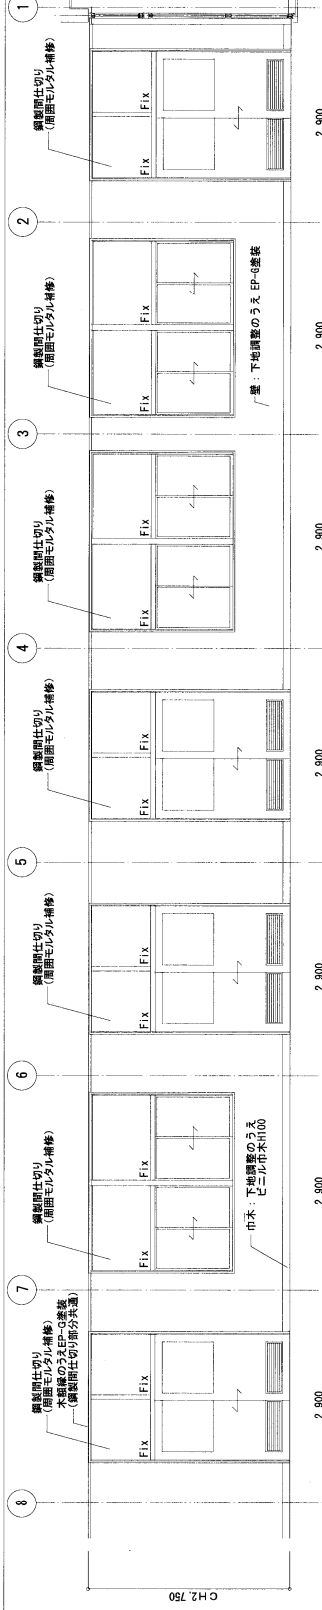 8
7
6
5
4
3
2
1
鋼製間仕切り
(周囲モルタル補修)
木額縁のうえEP-G塗装
(鋼製間仕切り部分共通)
鋼製間仕切り
(周囲モルタル補修)
鋼製間仕切り
(周囲モルタル補修)
鋼製間仕切り
(周囲モルタル補修)
鋼製間仕切り
(周囲モルタル補修)
鋼製間仕切り
(周囲モルタル補修)
鋼製間仕切り
(周囲モルタル補修)
Fix
Fix
Fix
Fix
Fix
Fix
Fix
Fix
Fix
Fix
Fix
Fix
Fix
Fix
巾木：下地調整のうえ
ビニル巾木H100
壁：下地調整のうえ EP-G塗装
CH2,750
2,900
2,900
2,900
2,900
2,900
2,900
2,900